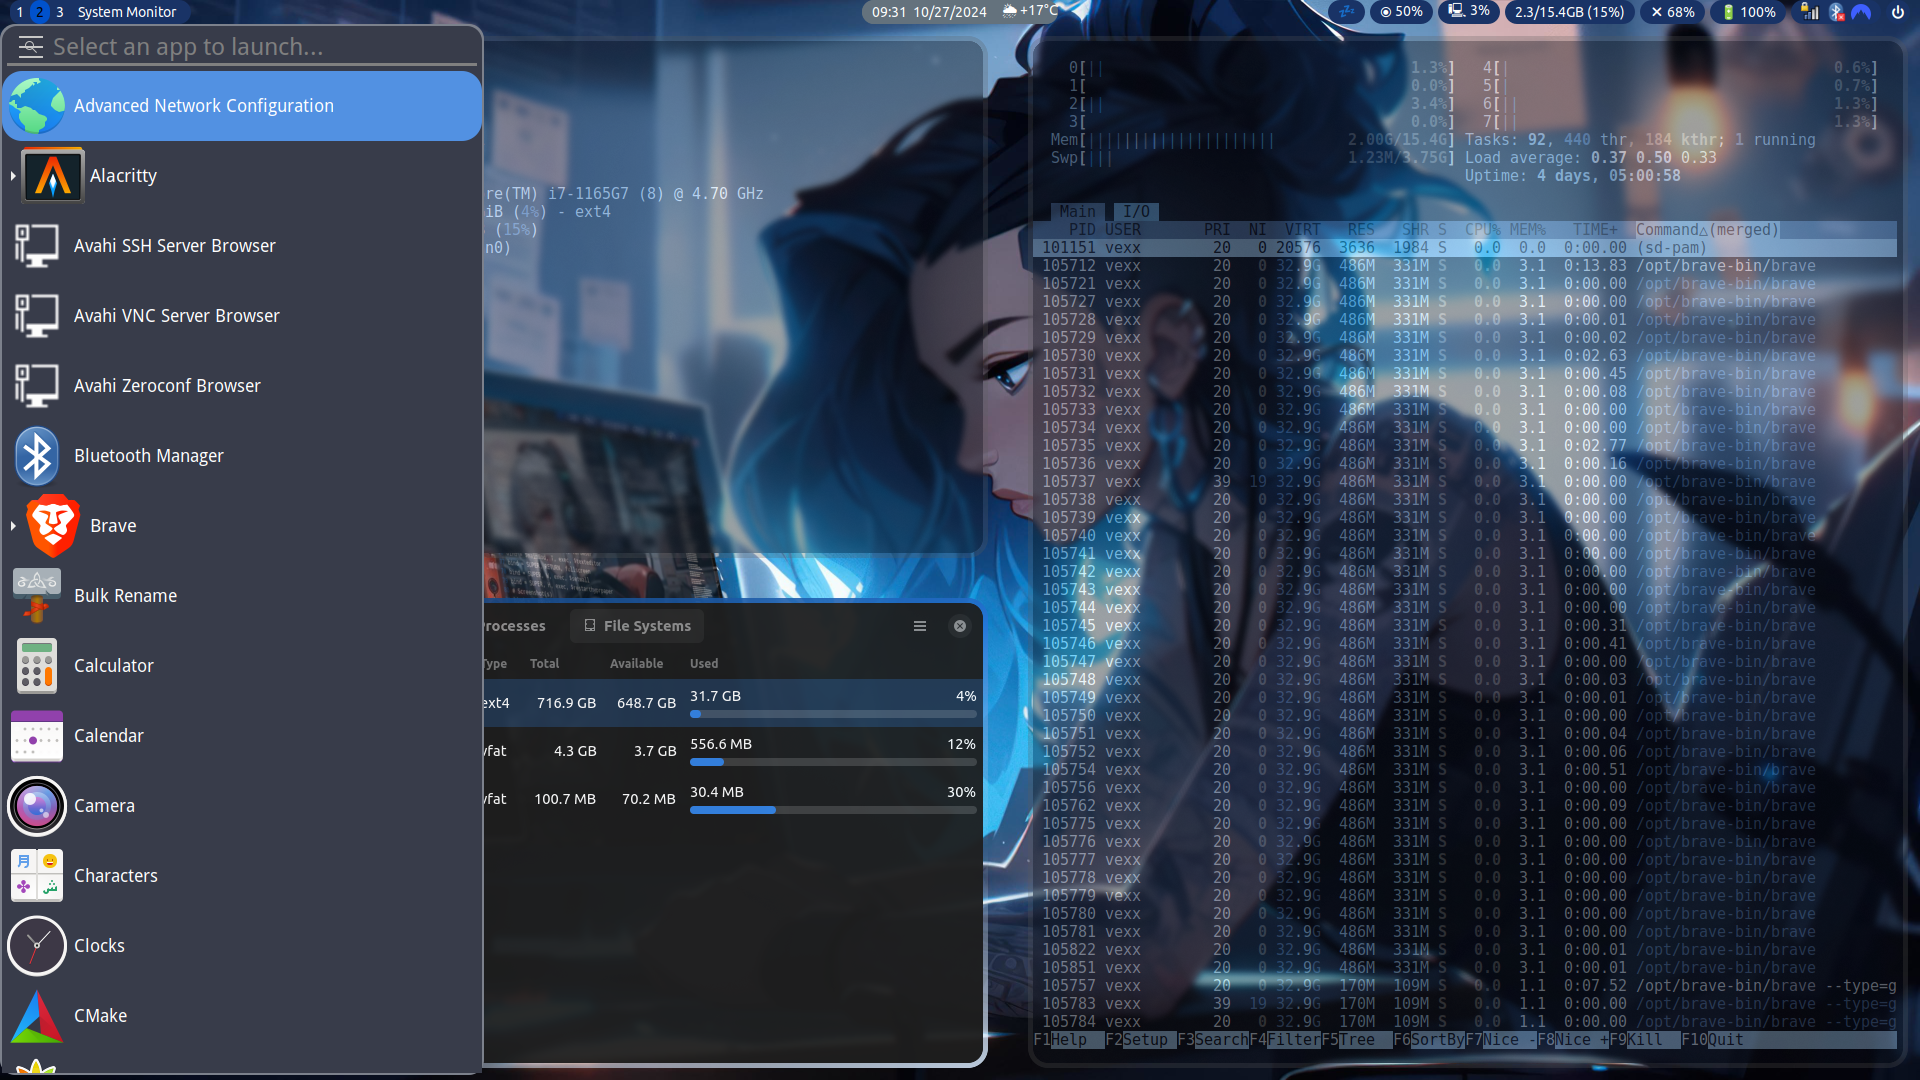 1 2 3 System Monitor
09:31 10/27/2024 +17°C
50% 3% 2.3/15.4GB (15%) 68% 100%
Select an app to launch...
Advanced Network Configuration
Alacritty
Avahi SSH Server Browser
Avahi VNC Server Browser
Avahi Zeroconf Browser
Bluetooth Manager
Brave
Bulk Rename
Calculator
Calendar
Camera
Characters
Clocks
CMake
re(TM) i7-1165G7 (8) @ 4.70 GHz
iB (4%) - ext4
(15%)
n0)
rocesses File Systems
Type Total Available Used
ext4 716.9 GB 648.7 GB 31.7 GB 4%
vfat 4.3 GB 3.7 GB 556.6 MB 12%
vfat 100.7 MB 70.2 MB 30.4 MB 30%
0[|| 1.3%] 4[| 0.6%]
1[ 0.0%] 5[| 0.7%]
2[|| 3.4%] 6[|| 1.3%]
3[ 0.0%] 7[|| 1.3%]
Mem[||||||||||||||||||||| 2.00G/15.4G] Tasks: 92, 440 thr, 184 kthr; 1 running
Swp[||| 1.23M/3.75G] Load average: 0.37 0.50 0.33
Uptime: 4 days, 05:00:58
Main I/O
PID USER PRI NI VIRT RES SHR S CPU% MEM% TIME+ Command△(merged)
101151 vexx 20 0 20576 3636 1984 S 0.0 0.0 0:00.00 (sd-pam)
105712 vexx 20 0 32.9G 486M 331M S 0.0 3.1 0:13.83 /opt/brave-bin/brave
105721 vexx 20 0 32.9G 486M 331M S 0.0 3.1 0:00.00 /opt/brave-bin/brave
105727 vexx 20 0 32.9G 486M 331M S 0.0 3.1 0:00.00 /opt/brave-bin/brave
105728 vexx 20 0 32.9G 486M 331M S 0.0 3.1 0:00.01 /opt/brave-bin/brave
105729 vexx 20 0 32.9G 486M 331M S 0.0 3.1 0:00.02 /opt/brave-bin/brave
105730 vexx 20 0 32.9G 486M 331M S 0.0 3.1 0:02.63 /opt/brave-bin/brave
105731 vexx 20 0 32.9G 486M 331M S 0.0 3.1 0:00.45 /opt/brave-bin/brave
105732 vexx 20 0 32.9G 486M 331M S 0.0 3.1 0:00.08 /opt/brave-bin/brave
105733 vexx 20 0 32.9G 486M 331M S 0.0 3.1 0:00.00 /opt/brave-bin/brave
105734 vexx 20 0 32.9G 486M 331M S 0.0 3.1 0:00.00 /opt/brave-bin/brave
105735 vexx 20 0 32.9G 486M 331M S 0.0 3.1 0:02.77 /opt/brave-bin/brave
105736 vexx 20 0 32.9G 486M 331M S 0.0 3.1 0:00.16 /opt/brave-bin/brave
105737 vexx 39 19 32.9G 486M 331M S 0.0 3.1 0:00.00 /opt/brave-bin/brave
105738 vexx 20 0 32.9G 486M 331M S 0.0 3.1 0:00.00 /opt/brave-bin/brave
105739 vexx 20 0 32.9G 486M 331M S 0.0 3.1 0:00.00 /opt/brave-bin/brave
105740 vexx 20 0 32.9G 486M 331M S 0.0 3.1 0:00.00 /opt/brave-bin/brave
105741 vexx 20 0 32.9G 486M 331M S 0.0 3.1 0:00.00 /opt/brave-bin/brave
105742 vexx 20 0 32.9G 486M 331M S 0.0 3.1 0:00.00 /opt/brave-bin/brave
105743 vexx 20 0 32.9G 486M 331M S 0.0 3.1 0:00.00 /opt/brave-bin/brave
105744 vexx 20 0 32.9G 486M 331M S 0.0 3.1 0:00.00 /opt/brave-bin/brave
105745 vexx 20 0 32.9G 486M 331M S 0.0 3.1 0:00.31 /opt/brave-bin/brave
105746 vexx 20 0 32.9G 486M 331M S 0.0 3.1 0:00.41 /opt/brave-bin/brave
105747 vexx 20 0 32.9G 486M 331M S 0.0 3.1 0:00.00 /opt/brave-bin/brave
105748 vexx 20 0 32.9G 486M 331M S 0.0 3.1 0:00.03 /opt/brave-bin/brave
105749 vexx 20 0 32.9G 486M 331M S 0.0 3.1 0:00.01 /opt/brave-bin/brave
105750 vexx 20 0 32.9G 486M 331M S 0.0 3.1 0:00.00 /opt/brave-bin/brave
105751 vexx 20 0 32.9G 486M 331M S 0.0 3.1 0:00.04 /opt/brave-bin/brave
105752 vexx 20 0 32.9G 486M 331M S 0.0 3.1 0:00.06 /opt/brave-bin/brave
105754 vexx 20 0 32.9G 486M 331M S 0.0 3.1 0:00.51 /opt/brave-bin/brave
105756 vexx 20 0 32.9G 486M 331M S 0.0 3.1 0:00.00 /opt/brave-bin/brave
105762 vexx 20 0 32.9G 486M 331M S 0.0 3.1 0:00.09 /opt/brave-bin/brave
105775 vexx 20 0 32.9G 486M 331M S 0.0 3.1 0:00.00 /opt/brave-bin/brave
105776 vexx 20 0 32.9G 486M 331M S 0.0 3.1 0:00.00 /opt/brave-bin/brave
105777 vexx 20 0 32.9G 486M 331M S 0.0 3.1 0:00.00 /opt/brave-bin/brave
105778 vexx 20 0 32.9G 486M 331M S 0.0 3.1 0:00.00 /opt/brave-bin/brave
105779 vexx 20 0 32.9G 486M 331M S 0.0 3.1 0:00.00 /opt/brave-bin/brave
105780 vexx 20 0 32.9G 486M 331M S 0.0 3.1 0:00.00 /opt/brave-bin/brave
105781 vexx 20 0 32.9G 486M 331M S 0.0 3.1 0:00.00 /opt/brave-bin/brave
105822 vexx 20 0 32.9G 486M 331M S 0.0 3.1 0:00.01 /opt/brave-bin/brave
105851 vexx 20 0 32.9G 486M 331M S 0.0 3.1 0:00.01 /opt/brave-bin/brave
105757 vexx 20 0 32.9G 170M 109M S 0.0 1.1 0:07.52 /opt/brave-bin/brave --type=g
105783 vexx 39 19 32.9G 170M 109M S 0.0 1.1 0:00.00 /opt/brave-bin/brave --type=g
105784 vexx 20 0 32.9G 170M 109M S 0.0 1.1 0:00.00 /opt/brave-bin/brave --type=g
F1Help F2Setup F3SearchF4FilterF5Tree F6SortByF7Nice -F8Nice +F9Kill F10Quit